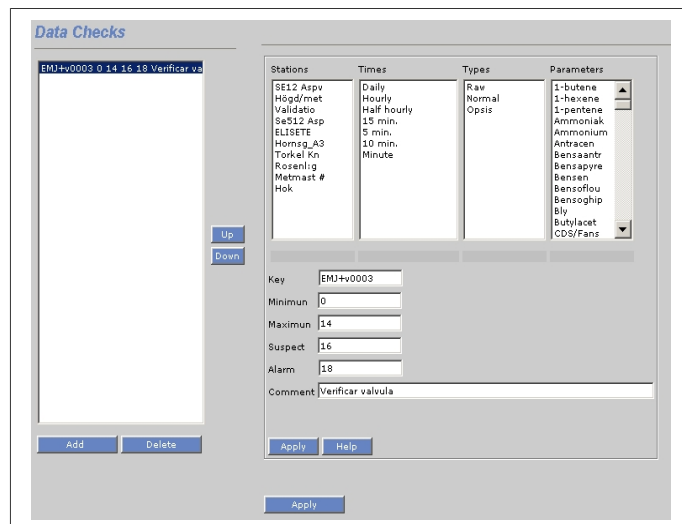 Data Checks
EMJ+v0003 0 14 16 18 Verificar va
Up
Down
Add
Delete
Stations
SE12 Aspv
Högd/met
Validatio
Se512 Asp
ELISETE
Hornsg_A3
Torkel Kn
Rosenl:g
Metmast #
Hok
Times
Daily
Hourly
Half hourly
15 min.
5 min.
10 min.
Minute
Types
Raw
Normal
Opsis
Parameters
1-butene
1-hexene
1-pentene
Ammoniak
Ammonium
Antracen
Bensaantr
Bensapyre
Bensen
Bensoflou
Bensoghip
Bly
Butylacet
CDS/Fans
Key EMJ+v0003
Minimun 0
Maximun 14
Suspect 16
Alarm 18
Comment Verificar valvula
Apply Help
Apply